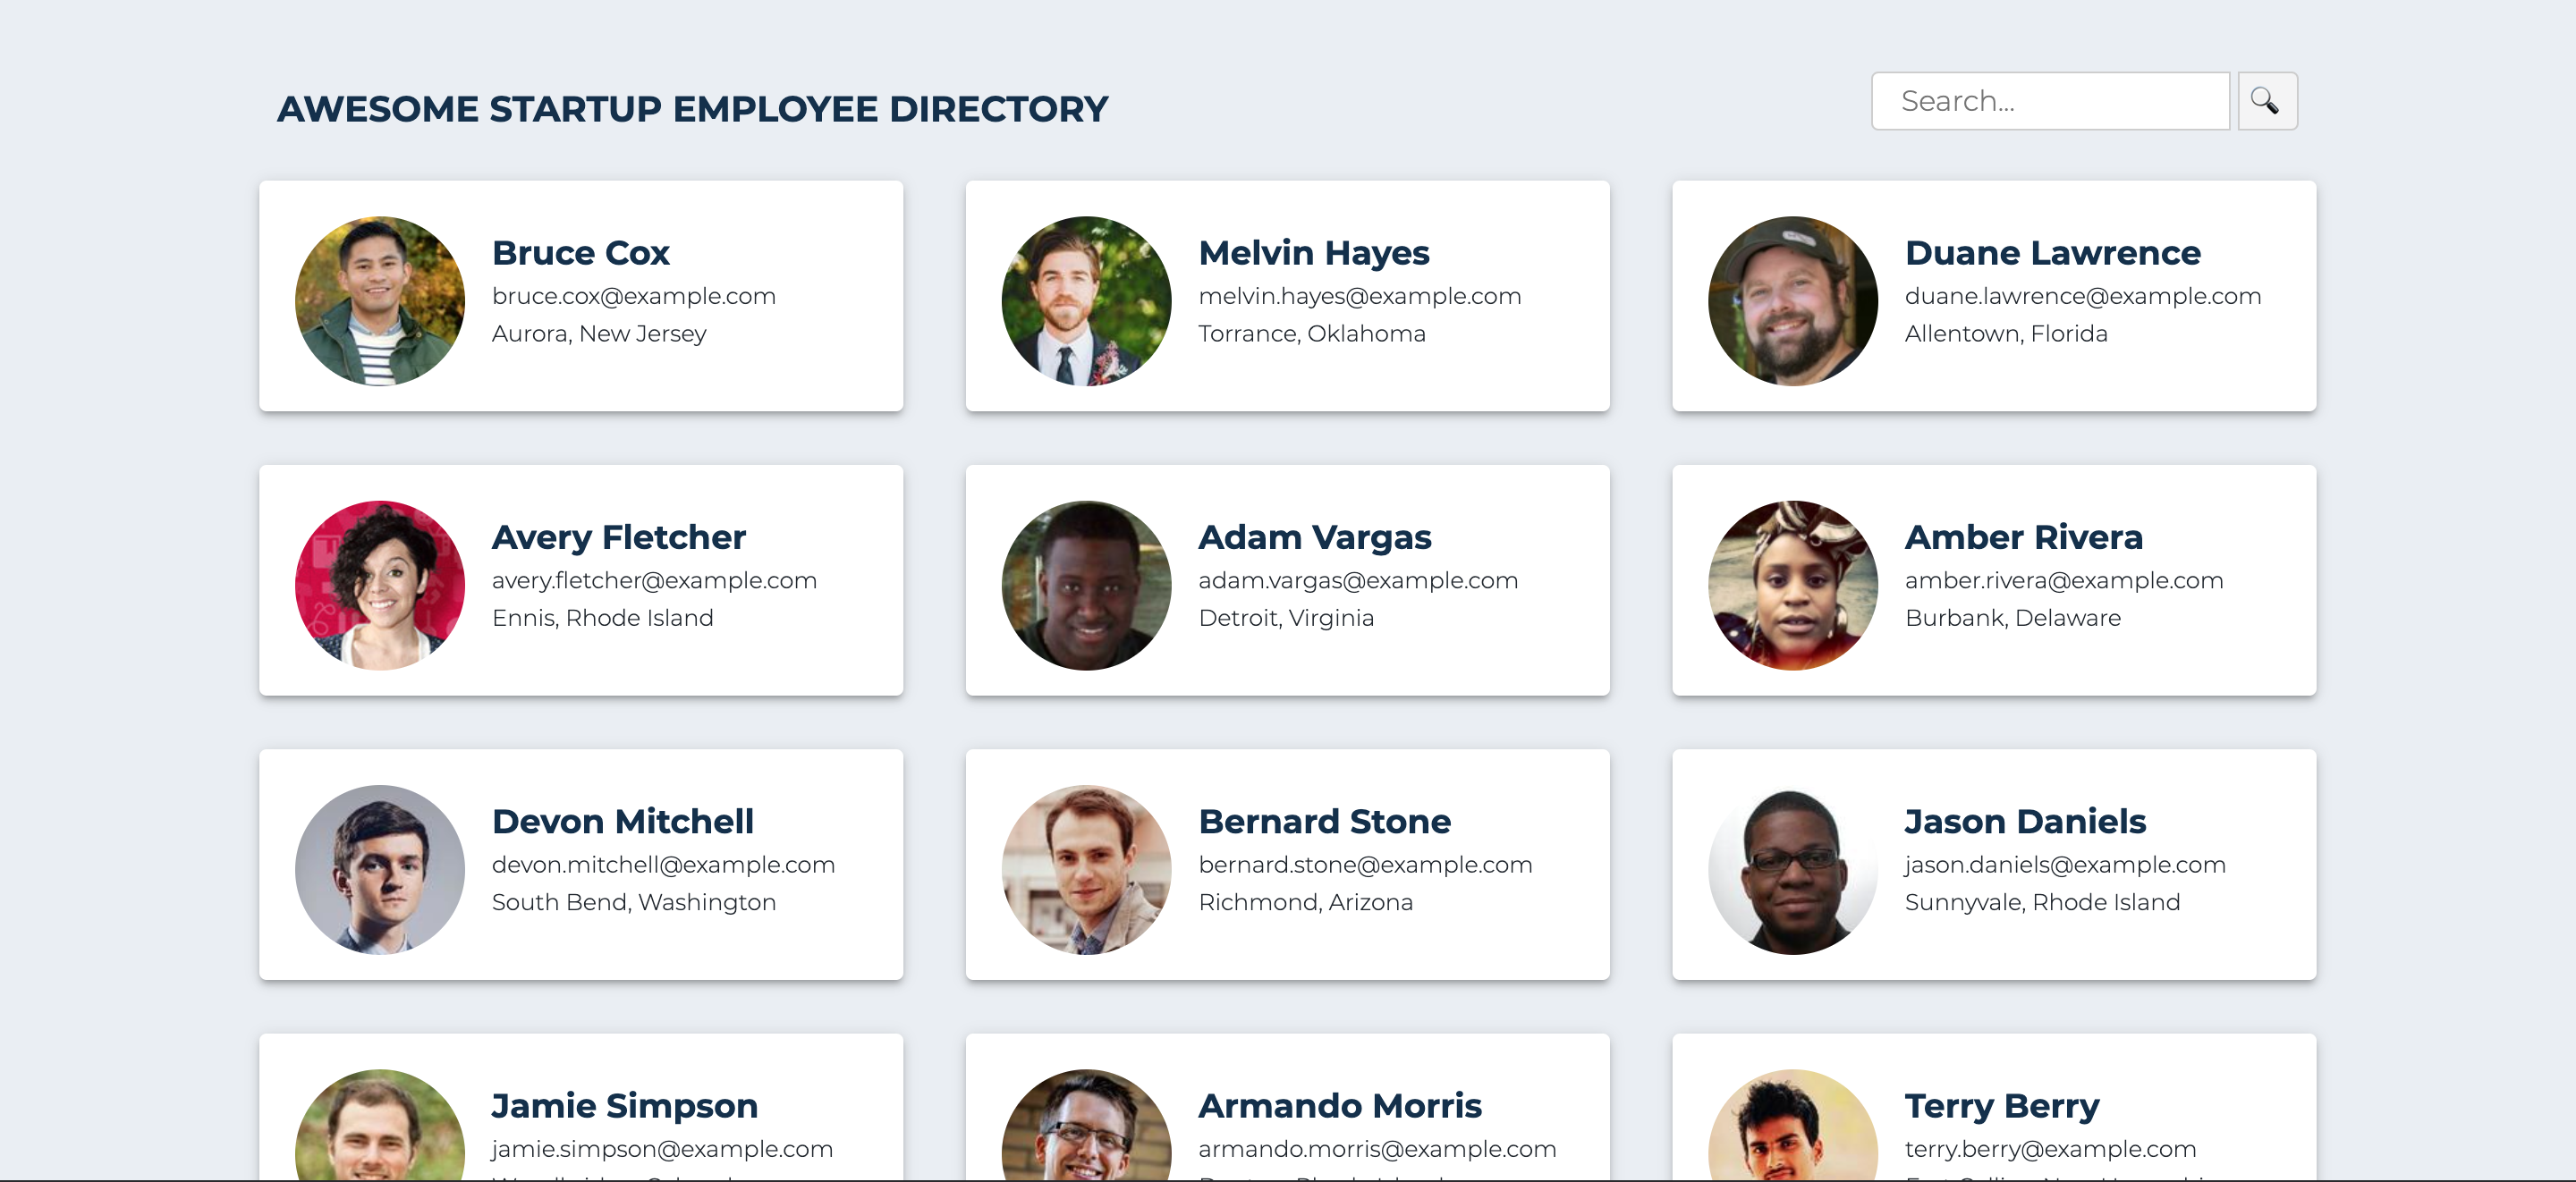 AWESOME STARTUP EMPLOYEE DIRECTORY
Search...
Bruce Cox
bruce.cox@example.com
Aurora, New Jersey
Melvin Hayes
melvin.hayes@example.com
Torrance, Oklahoma
Duane Lawrence
duane.lawrence@example.com
Allentown, Florida
Avery Fletcher
avery.fletcher@example.com
Ennis, Rhode Island
Adam Vargas
adam.vargas@example.com
Detroit, Virginia
Amber Rivera
amber.rivera@example.com
Burbank, Delaware
Devon Mitchell
devon.mitchell@example.com
South Bend, Washington
Bernard Stone
bernard.stone@example.com
Richmond, Arizona
Jason Daniels
jason.daniels@example.com
Sunnyvale, Rhode Island
Jamie Simpson
jamie.simpson@example.com
Armando Morris
armando.morris@example.com
Terry Berry
terry.berry@example.com